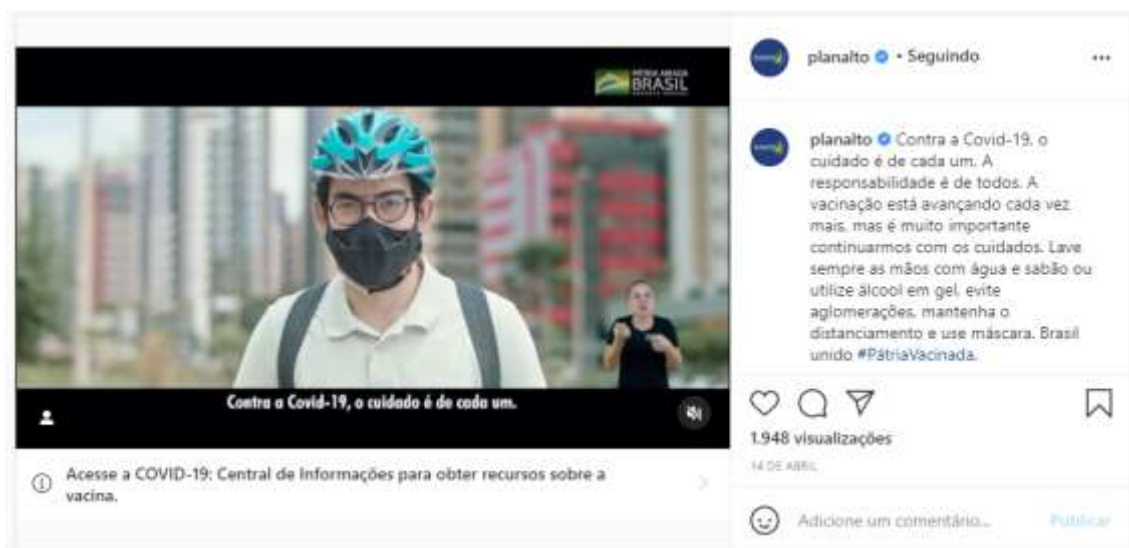 PÁTRIA AMADA
BRASIL
Contra a Covid-19, o cuidado é de cada um.
Acesse a COVID-19: Central de Informações para obter recursos sobre a
vacina.
planalto • Seguindo
planalto Contra a Covid-19, o
cuidado é de cada um. A
responsabilidade é de todos. A
vacinação está avançando cada vez
mais, mas é muito importante
continuarmos com os cuidados. Lave
sempre as mãos com água e sabão ou
utilize álcool em gel, evite
aglomerações, mantenha o
distanciamento e use máscara. Brasil
unido #PátriaVacinada.
1.948 visualizações
14 DE ABRIL
Adicione um comentário... Publicar